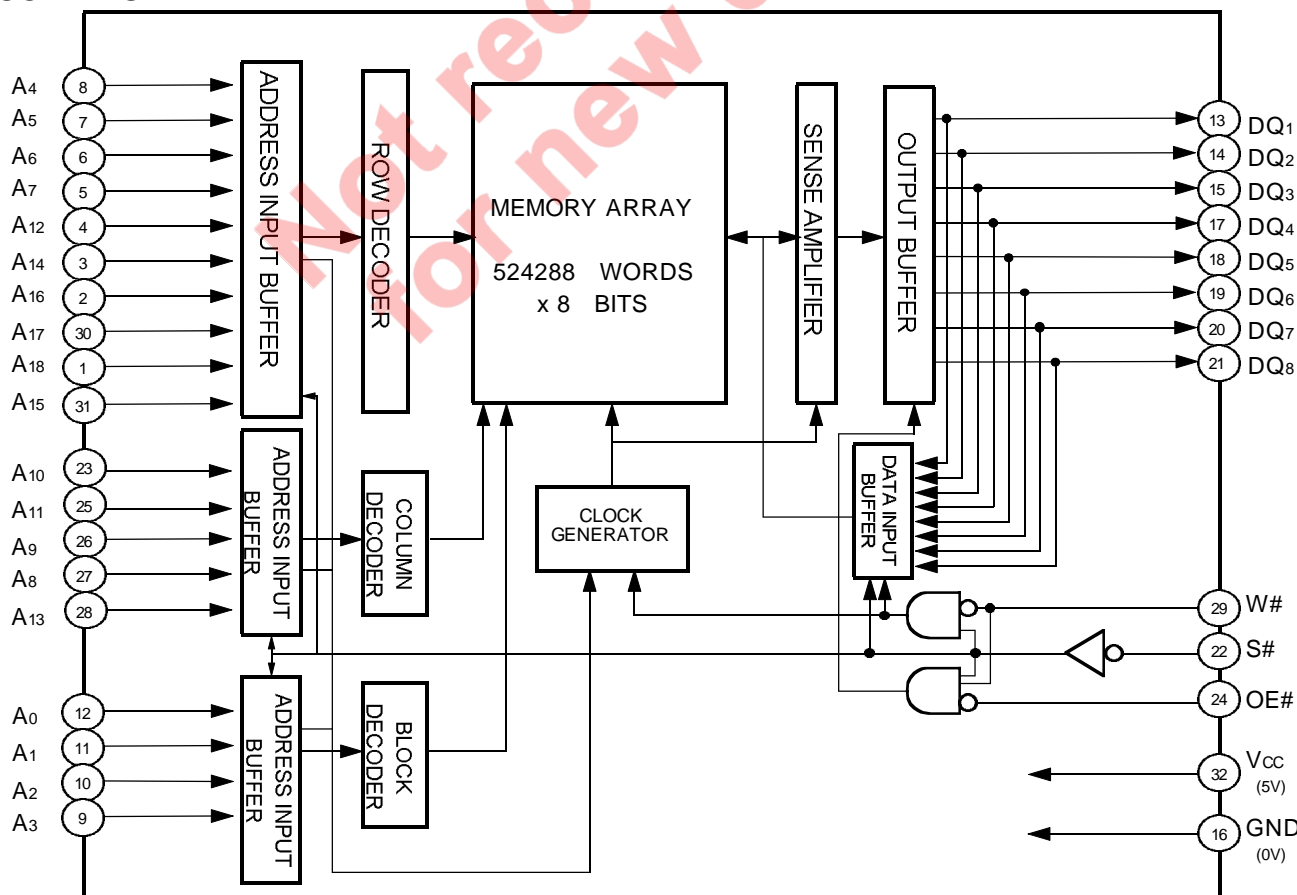 Not rec
for new
A4 8
A5 7
A6 6
A7 5
A12 4
A14 3
A16 2
A17 30
A18 1
A15 31
A10 23
A11 25
A9 26
A8 27
A13 28
A0 12
A1 11
A2 10
A3 9
ADDRESS INPUT BUFFER
ROW DECODER
MEMORY ARRAY
524288 WORDS
x 8 BITS
SENSE AMPLIFIER
OUTPUT BUFFER
13 DQ1
14 DQ2
15 DQ3
17 DQ4
18 DQ5
19 DQ6
20 DQ7
21 DQ8
ADDRESS INPUT
BUFFER
COLUMN
DECODER
CLOCK
GENERATOR
DATA INPUT
BUFFER
ADDRESS INPUT
BUFFER
BLOCK
DECODER
29 W#
22 S#
24 OE#
32 VCC
(5V)
16 GND
(0V)